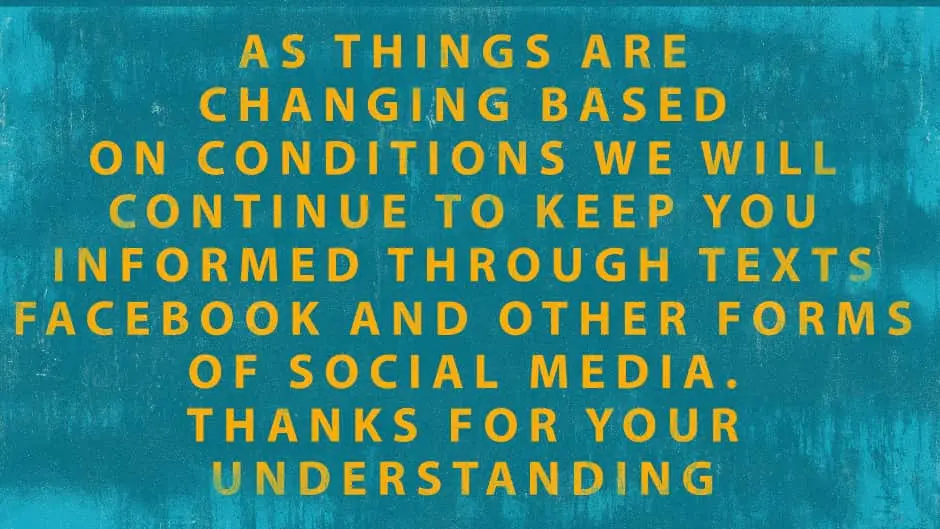 AS THINGS ARE
CHANGING BASED
ON CONDITIONS WE WILL
CONTINUE TO KEEP YOU
INFORMED THROUGH TEXTS
FACEBOOK AND OTHER FORMS
OF SOCIAL MEDIA.
THANKS FOR YOUR
UNDERSTANDING